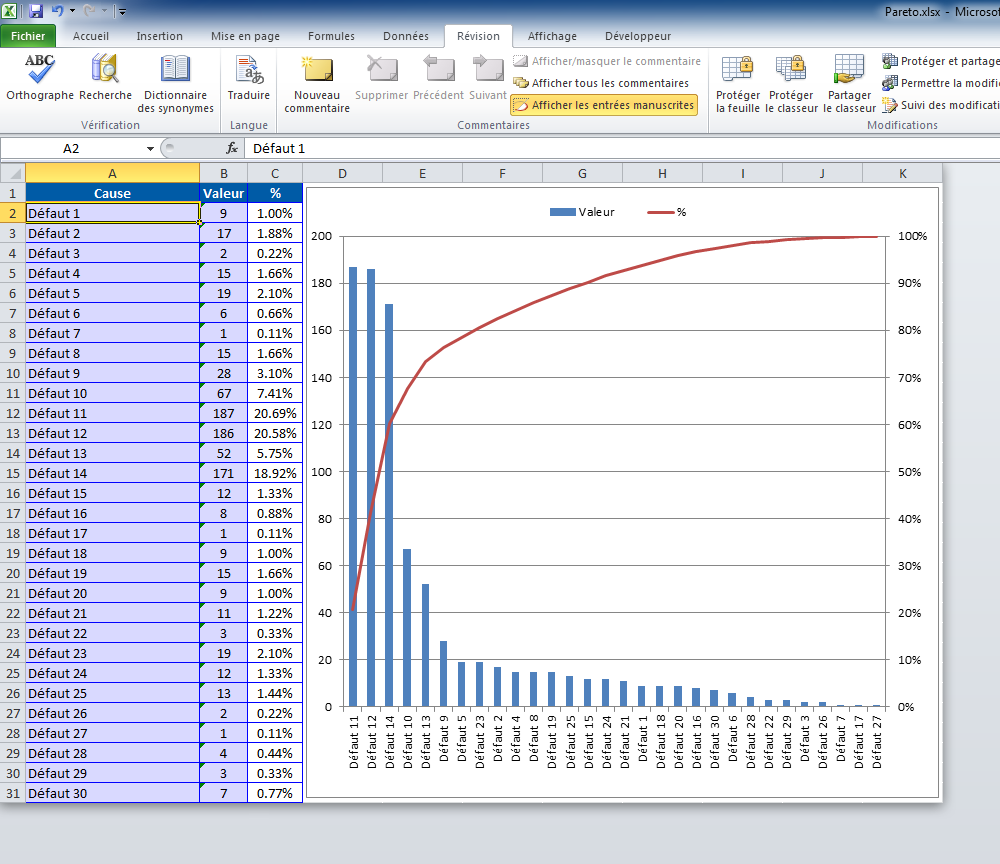 Pareto.xlsx - Microsoft
Fichier Accueil Insertion Mise en page Formules Données Révision Affichage Développeur
ABC
Orthographe Recherche Dictionnaire des synonymes
Vérification
Traduire
Langue
Nouveau commentaire Supprimer Précédent Suivant
Afficher/masquer le commentaire
Afficher tous les commentaires
Afficher les entrées manuscrites
Commentaires
Protéger la feuille Protéger le classeur Partager le classeur
Protéger et partage
Permettre la modifi
Suivi des modificati
Modifications
A2 fx Défaut 1
A B C D E F G H I J K
1 Cause Valeur %
2 Défaut 1 9 1.00%
3 Défaut 2 17 1.88%
4 Défaut 3 2 0.22%
5 Défaut 4 15 1.66%
6 Défaut 5 19 2.10%
7 Défaut 6 6 0.66%
8 Défaut 7 1 0.11%
9 Défaut 8 15 1.66%
10 Défaut 9 28 3.10%
11 Défaut 10 67 7.41%
12 Défaut 11 187 20.69%
13 Défaut 12 186 20.58%
14 Défaut 13 52 5.75%
15 Défaut 14 171 18.92%
16 Défaut 15 12 1.33%
17 Défaut 16 8 0.88%
18 Défaut 17 1 0.11%
19 Défaut 18 9 1.00%
20 Défaut 19 15 1.66%
21 Défaut 20 9 1.00%
22 Défaut 21 11 1.22%
23 Défaut 22 3 0.33%
24 Défaut 23 19 2.10%
25 Défaut 24 12 1.33%
26 Défaut 25 13 1.44%
27 Défaut 26 2 0.22%
28 Défaut 27 1 0.11%
29 Défaut 28 4 0.44%
30 Défaut 29 3 0.33%
31 Défaut 30 7 0.77%
Valeur %
200 100%
180 90%
160 80%
140 70%
120 60%
100 50%
80 40%
60 30%
40 20%
20 10%
0 0%
Défaut 11
Défaut 12
Défaut 14
Défaut 10
Défaut 13
Défaut 9
Défaut 5
Défaut 23
Défaut 2
Défaut 4
Défaut 8
Défaut 19
Défaut 25
Défaut 15
Défaut 24
Défaut 21
Défaut 1
Défaut 18
Défaut 20
Défaut 16
Défaut 30
Défaut 6
Défaut 28
Défaut 22
Défaut 29
Défaut 3
Défaut 26
Défaut 7
Défaut 17
Défaut 27